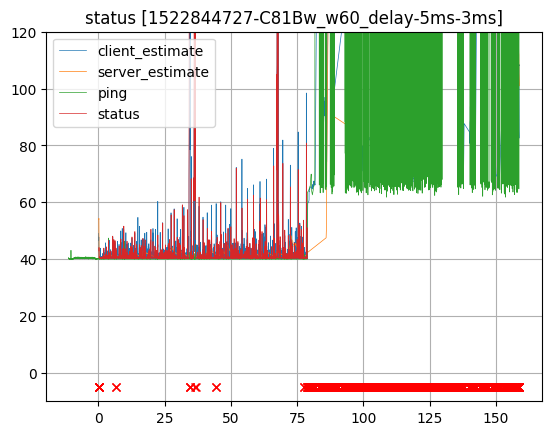 status [1522844727-C81Bw_w60_delay-5ms-3ms]
client_estimate
server_estimate
ping
status
120
100
80
60
40
20
0
0
25
50
75
100
125
150